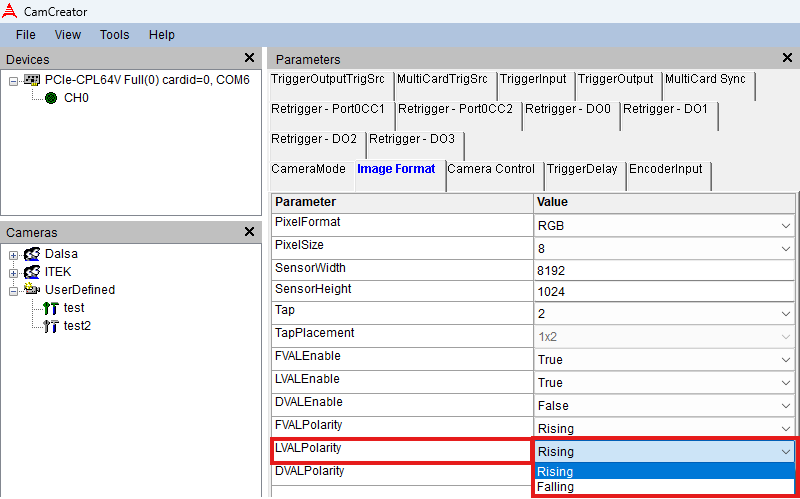 CamCreator
File View Tools Help
Devices
PCIe-CPL64V Full(0) cardid=0, COM6
CH0
Cameras
Dalsa
ITEK
UserDefined
test
test2
Parameters
TriggerOutputTrigSrc MultiCardTrigSrc TriggerInput TriggerOutput MultiCard Sync
Retrigger - Port0CC1 Retrigger - Port0CC2 Retrigger - DO0 Retrigger - DO1
Retrigger - DO2 Retrigger - DO3
CameraMode Image Format Camera Control TriggerDelay EncoderInput
Parameter Value
PixelFormat RGB
PixelSize 8
SensorWidth 8192
SensorHeight 1024
Tap 2
TapPlacement 1x2
FVALEnable True
LVALEnable True
DVALEnable False
FVALPolarity Rising
LVALPolarity Rising
DVALPolarity Rising
Falling